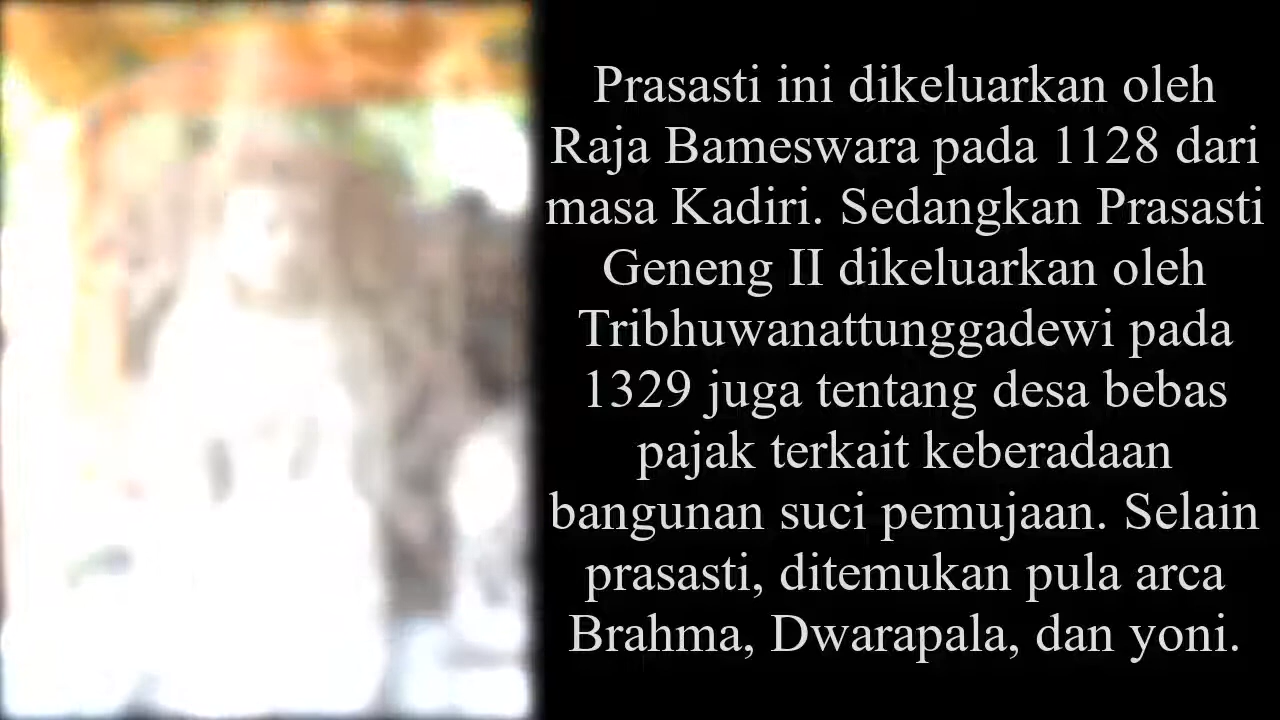 Prasasti ini dikeluarkan oleh
Raja Bameswara pada 1128 dari
masa Kadiri. Sedangkan Prasasti
Geneng II dikeluarkan oleh
Tribhuwanattunggadewi pada
1329 juga tentang desa bebas
pajak terkait keberadaan
bangunan suci pemujaan. Selain
prasasti, ditemukan pula arca
Brahma, Dwarapala, dan yoni.